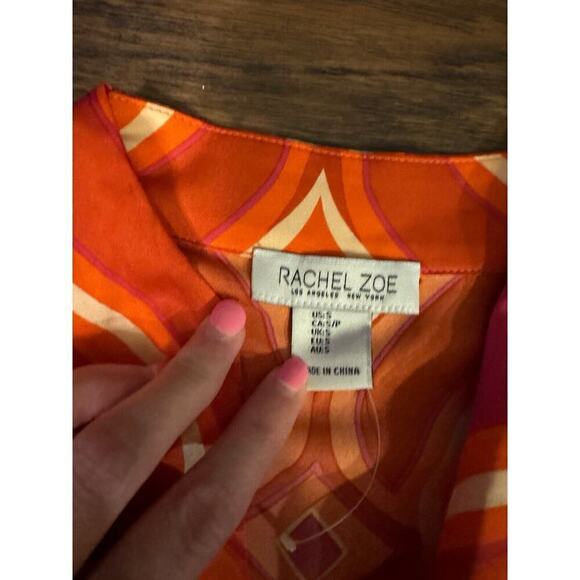 RACHEL ZOE
LOS ANGELES NEW YORK
US:S
CA:S/P
UK:S
EU:S
AU:S
ADE IN CHINA